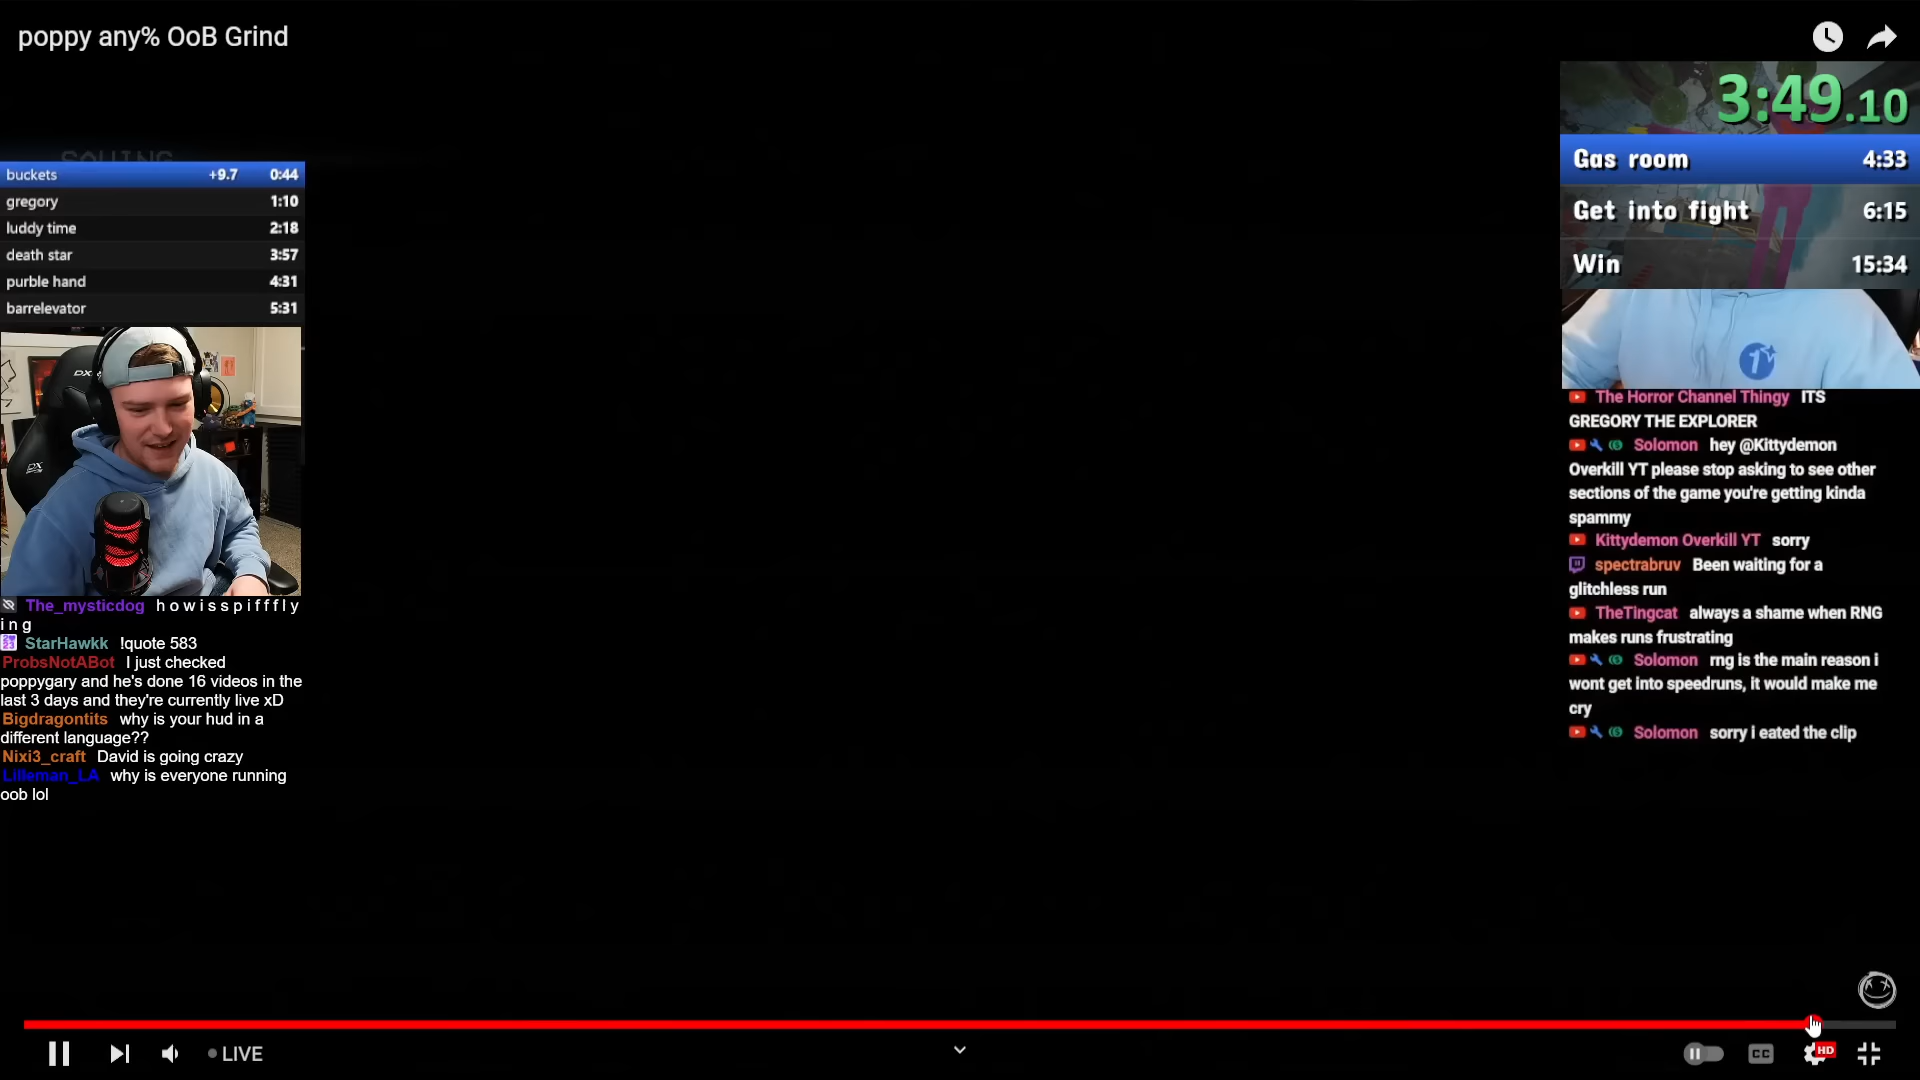 poppy any% OoB Grind
3:49.10
Gas room 4:33
Get into fight 6:15
Win 15:34
buckets +9.7 0:44
gregory 1:10
luddy time 2:18
death star 3:57
purble hand 4:31
barrelevator 5:31
DX
The_mysticdog h o w i s s p i f f f l y
i n g
StarHawkk !quote 583
ProbsNotABot I just checked
poppygary and he's done 16 videos in the
last 3 days and they're currently live xD
Bigdragontits why is your hud in a
different language??
Nixi3_craft David is going crazy
Lilleman_LA why is everyone running
oob lol
The Horror Channel Thingy ITS
GREGORY THE EXPLORER
Solomon hey @Kittydemon
Overkill YT please stop asking to see other
sections of the game you're getting kinda
spammy
Kittydemon Overkill YT sorry
spectrabruv Been waiting for a
glitchless run
TheTingcat always a shame when RNG
makes runs frustrating
Solomon rng is the main reason i
wont get into speedruns, it would make me
cry
Solomon sorry i eated the clip
LIVE
CC
HD